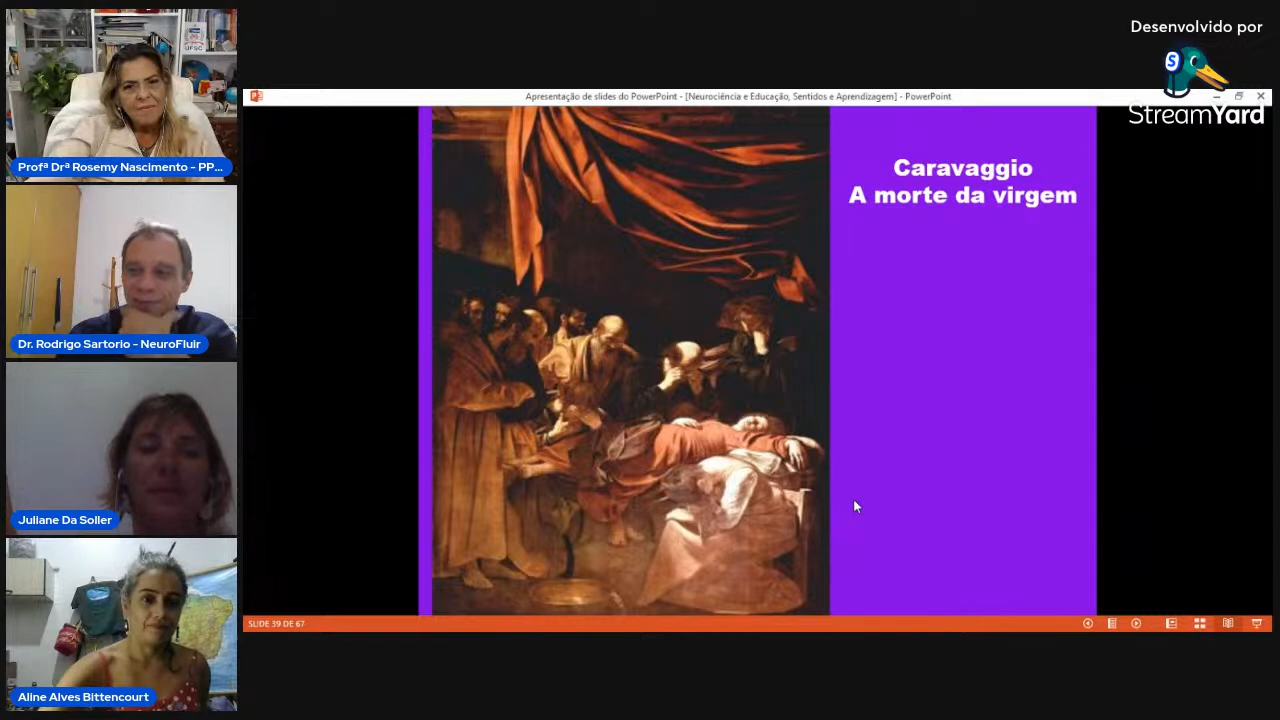 Desenvolvido por
StreamYard
UFSC
Profª Drª Rosemy Nascimento - PP...
Dr. Rodrigo Sartorio - NeuroFluir
Juliane Da Soller
Aline Alves Bittencourt
Apresentação de slides do PowerPoint - [Neurociência e Educação, Sentidos e Aprendizagem] - PowerPoint
Caravaggio
A morte da virgem
SLIDE 39 DE 67